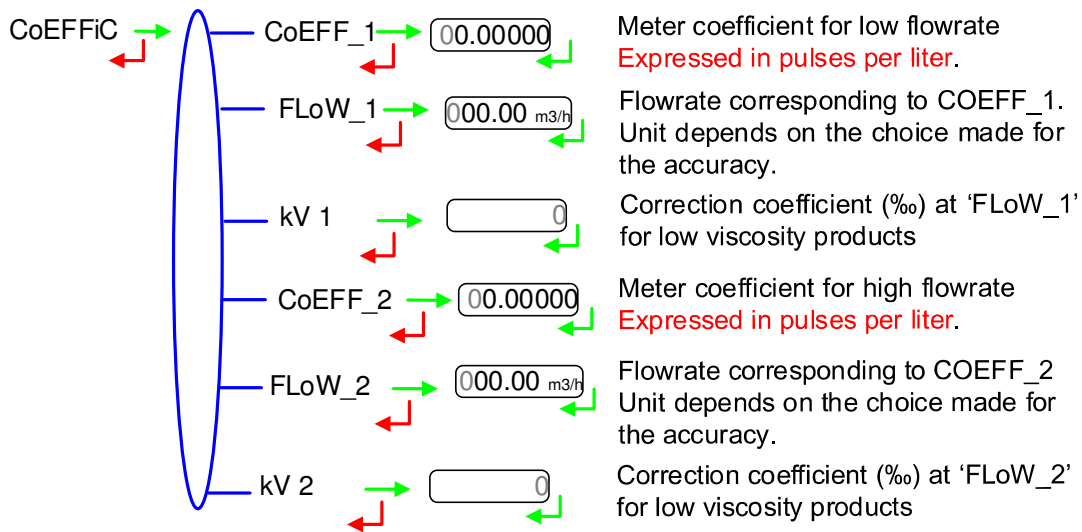 CoEFFiC
CoEFF_1
00.00000
Meter coefficient for low flowrate
Expressed in pulses per liter.
FLoW_1
000.00 m3/h
Flowrate corresponding to COEFF_1.
Unit depends on the choice made for
the accuracy.
kV 1
0
Correction coefficient (‰) at ‘FLoW_1’
for low viscosity products
CoEFF_2
00.00000
Meter coefficient for high flowrate
Expressed in pulses per liter.
FLoW_2
000.00 m3/h
Flowrate corresponding to COEFF_2
Unit depends on the choice made for
the accuracy.
kV 2
0
Correction coefficient (‰) at ‘FLoW_2’
for low viscosity products